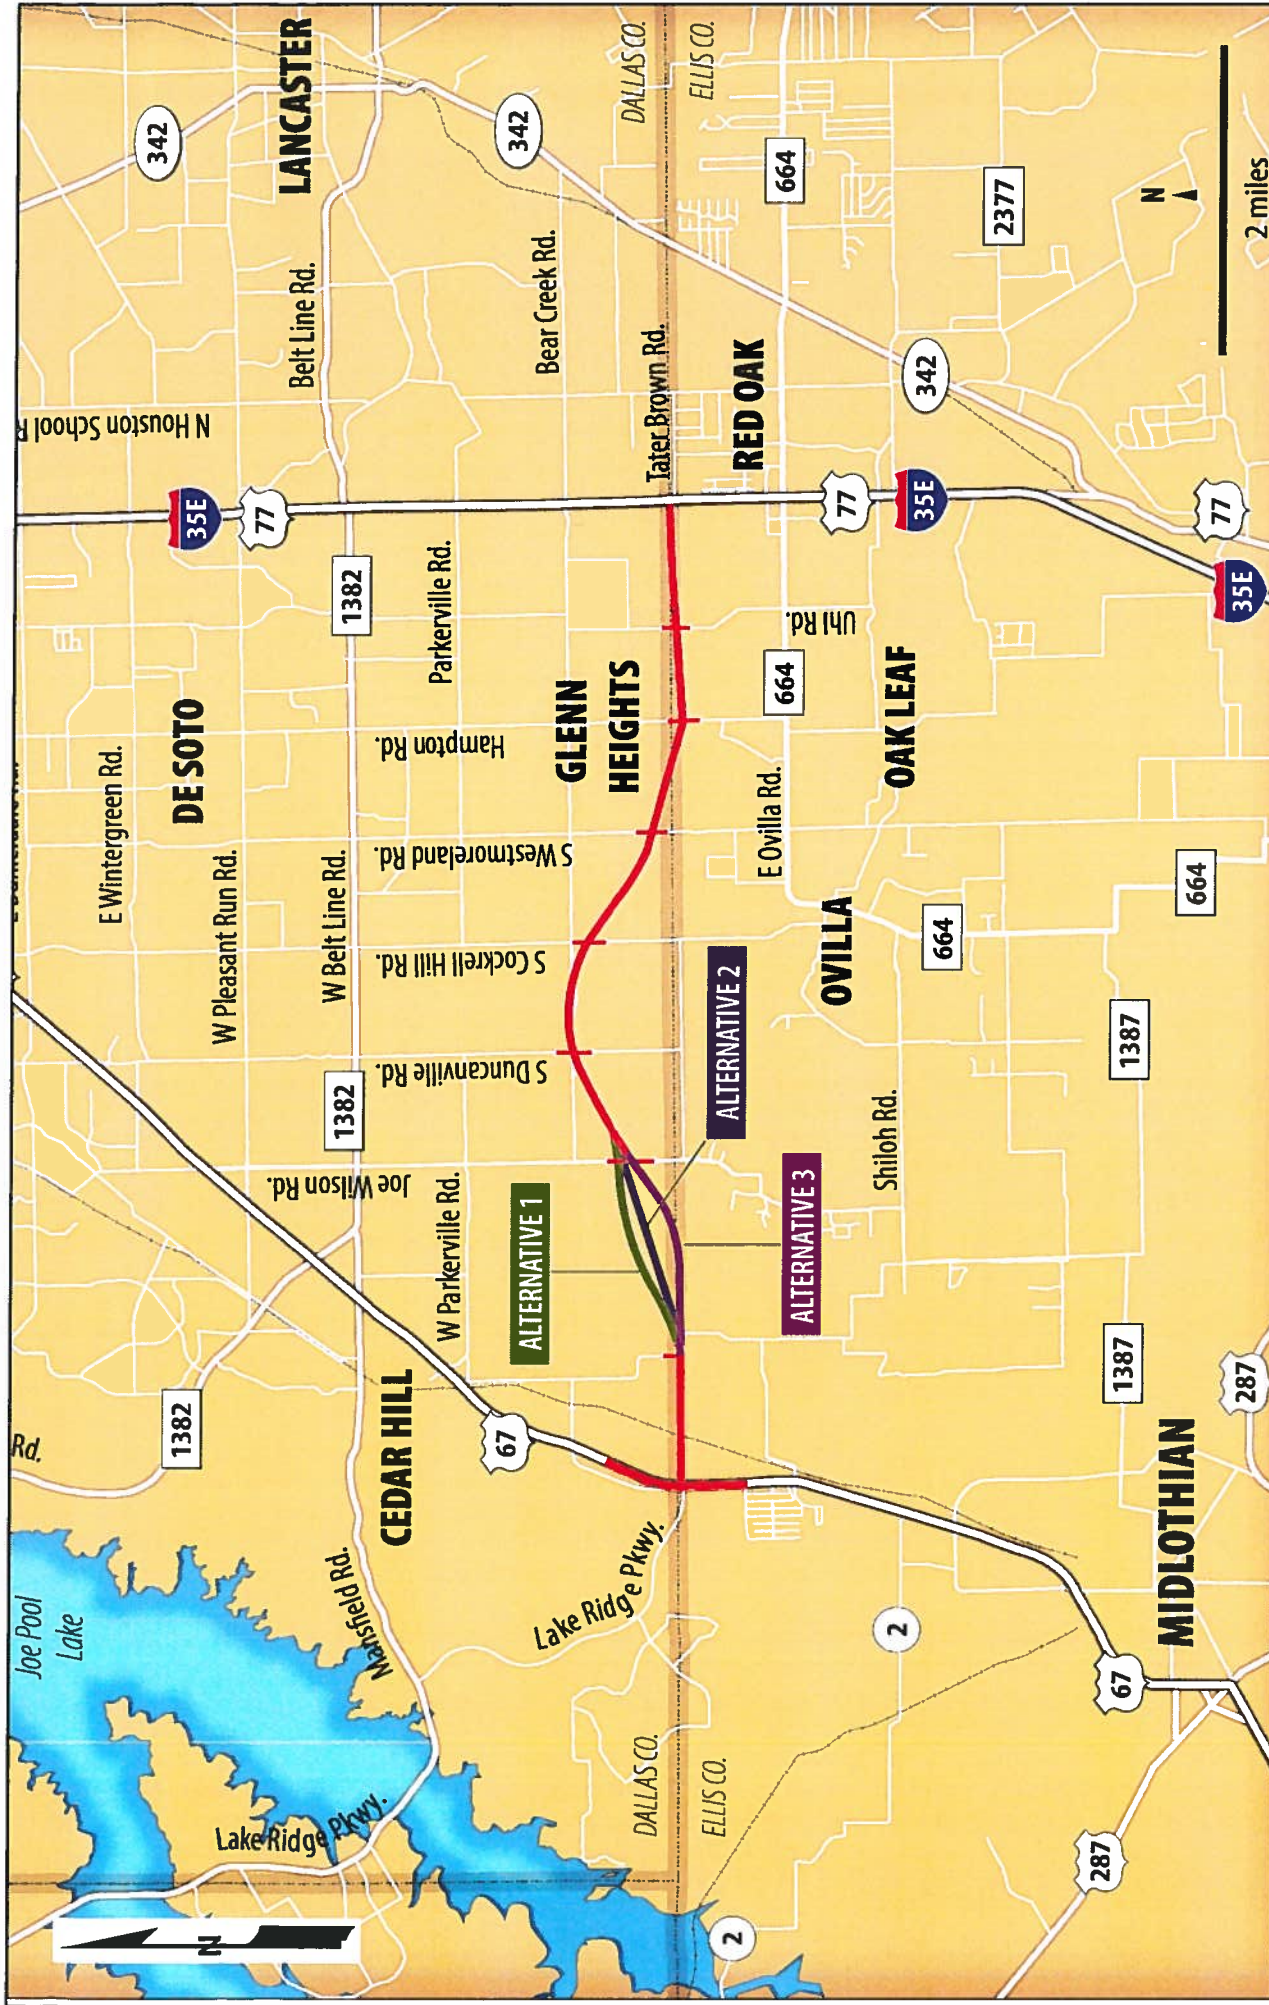 Joe Pool
Lake
Rd.
1382
E Wintergreen Rd.
DE SOTO
W Pleasant Run Rd.
35E
77
N Houston School R
342
LANCASTER
Lake Ridge Pkwy.
Mansfield Rd.
CEDAR HILL
Joe Wilson Rd.
1382
W Belt Line Rd.
1382
Belt Line Rd.
W Parkerville Rd.
S Duncanville Rd.
S Cockrell Hill Rd.
S Westmoreland Rd.
Hampton Rd.
Parkerville Rd.
67
ALTERNATIVE 1
GLENN
HEIGHTS
Bear Creek Rd.
342
Lake Ridge Pkwy.
DALLAS CO.
ELLIS CO.
Tater Brown Rd.
DALLAS CO.
ELLIS CO.
ALTERNATIVE 2
ALTERNATIVE 3
E Ovilla Rd.
664
Uhl Rd.
RED OAK
664
2
OVILLA
77
35E
2
Shiloh Rd.
664
OAK LEAF
342
2377
287
67
MIDLOTHIAN
1387
1387
664
77
35E
287
N
N
2 miles